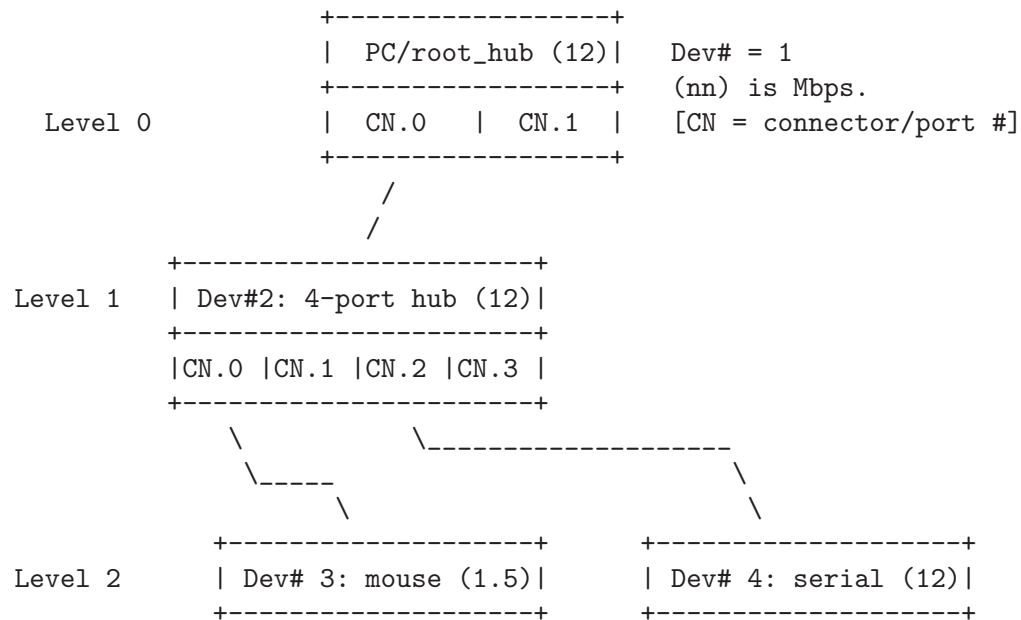 PC/root_hub (12)| Dev# = 1
(nn) is Mbps.
Level 0 | CN.0 | CN.1 | [CN = connector/port #]
Level 1 | Dev#2: 4-port hub (12)|
|CN.0 |CN.1 |CN.2 |CN.3 |
Level 2 | Dev# 3: mouse (1.5)| | Dev# 4: serial (12)|